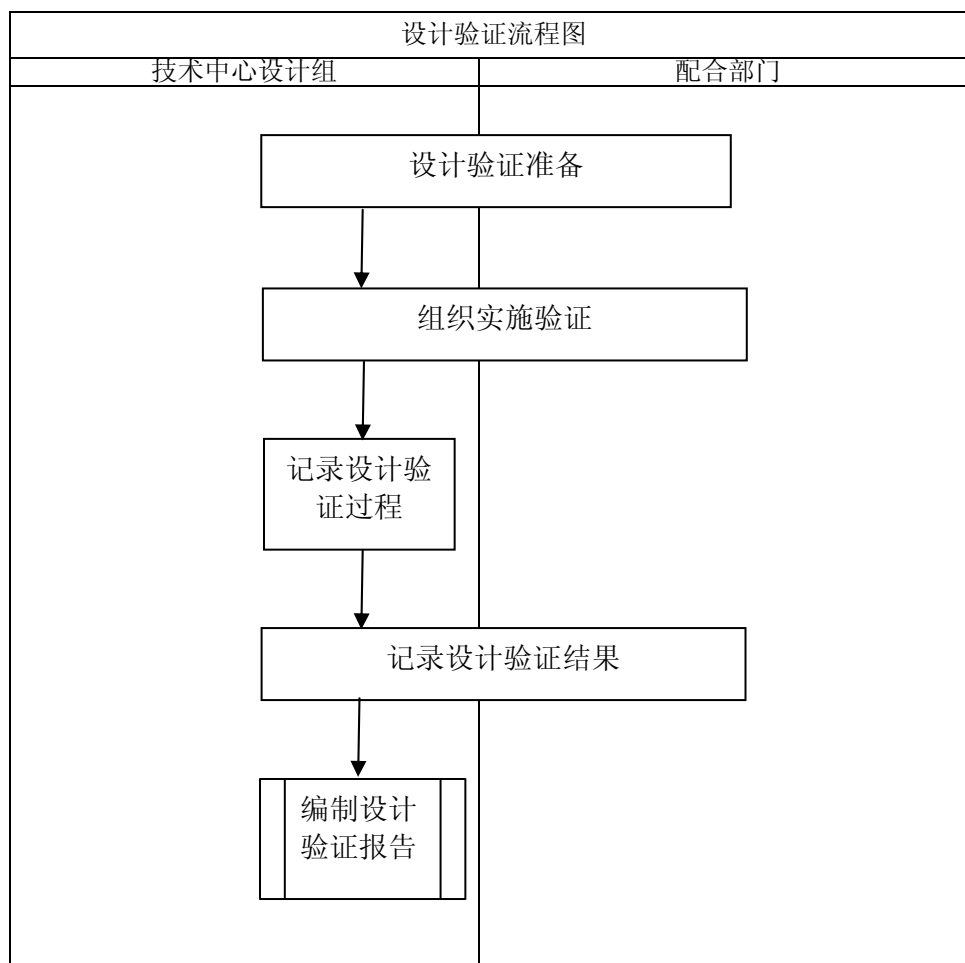 设计验证流程图
技术中心设计组
配合部门
设计验证准备
组织实施验证
记录设计验
证过程
记录设计验证结果
编制设计
验证报告